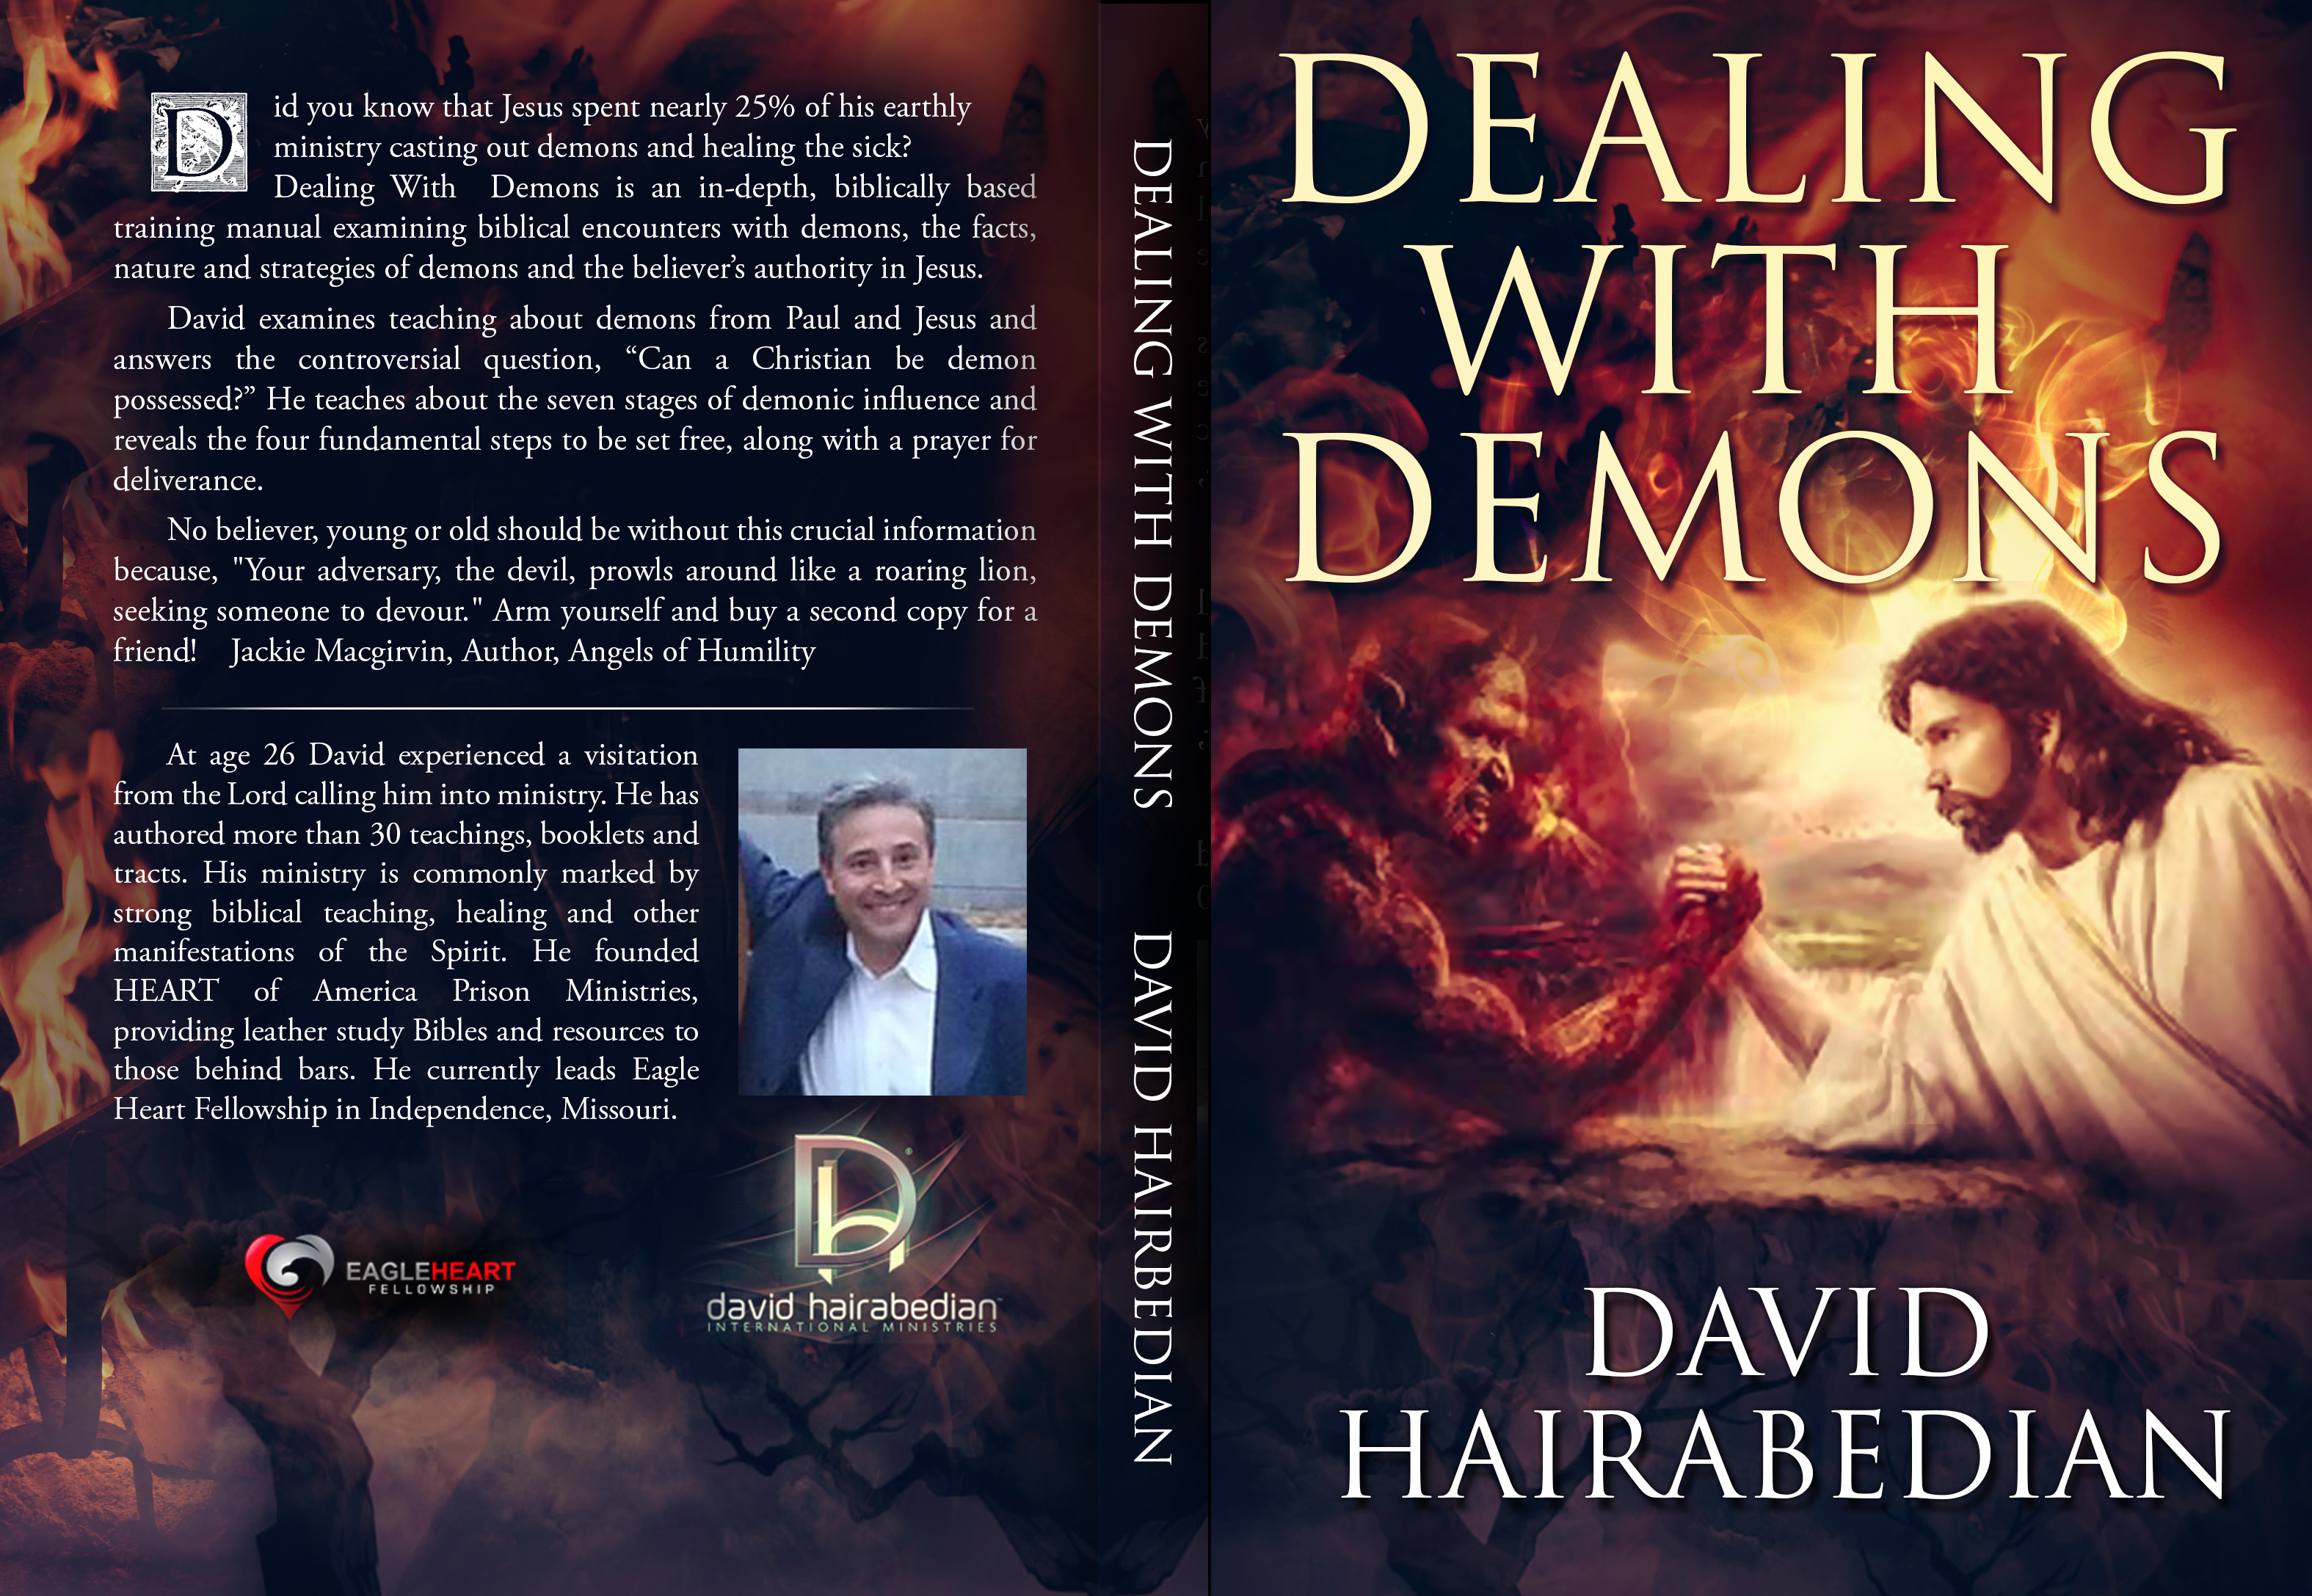 Did you know that Jesus spent nearly 25% of his earthly
ministry casting out demons and healing the sick?
Dealing With Demons is an in-depth, biblically based
training manual examining biblical encounters with demons, the facts,
nature and strategies of demons and the believer’s authority in Jesus.
David examines teaching about demons from Paul and Jesus and
answers the controversial question, “Can a Christian be demon
possessed?” He teaches about the seven stages of demonic influence and
reveals the four fundamental steps to be set free, along with a prayer for
deliverance.
No believer, young or old should be without this crucial information
because, "Your adversary, the devil, prowls around like a roaring lion,
seeking someone to devour." Arm yourself and buy a second copy for a
friend! Jackie Macgirvin, Author, Angels of Humility
At age 26 David experienced a visitation
from the Lord calling him into ministry. He has
authored more than 30 teachings, booklets and
tracts. His ministry is commonly marked by
strong biblical teaching, healing and other
manifestations of the Spirit. He founded
HEART of America Prison Ministries,
providing leather study Bibles and resources to
those behind bars. He currently leads Eagle
Heart Fellowship in Independence, Missouri.
EAGLEHEART
FELLOWSHIP
Dh®
david hairabedian™
INTERNATIONAL MINISTRIES
DEALING WITH DEMONS DAVID HAIRBEDIAN
DEALING
WITH
DEMONS
DAVID
HAIRABEDIAN